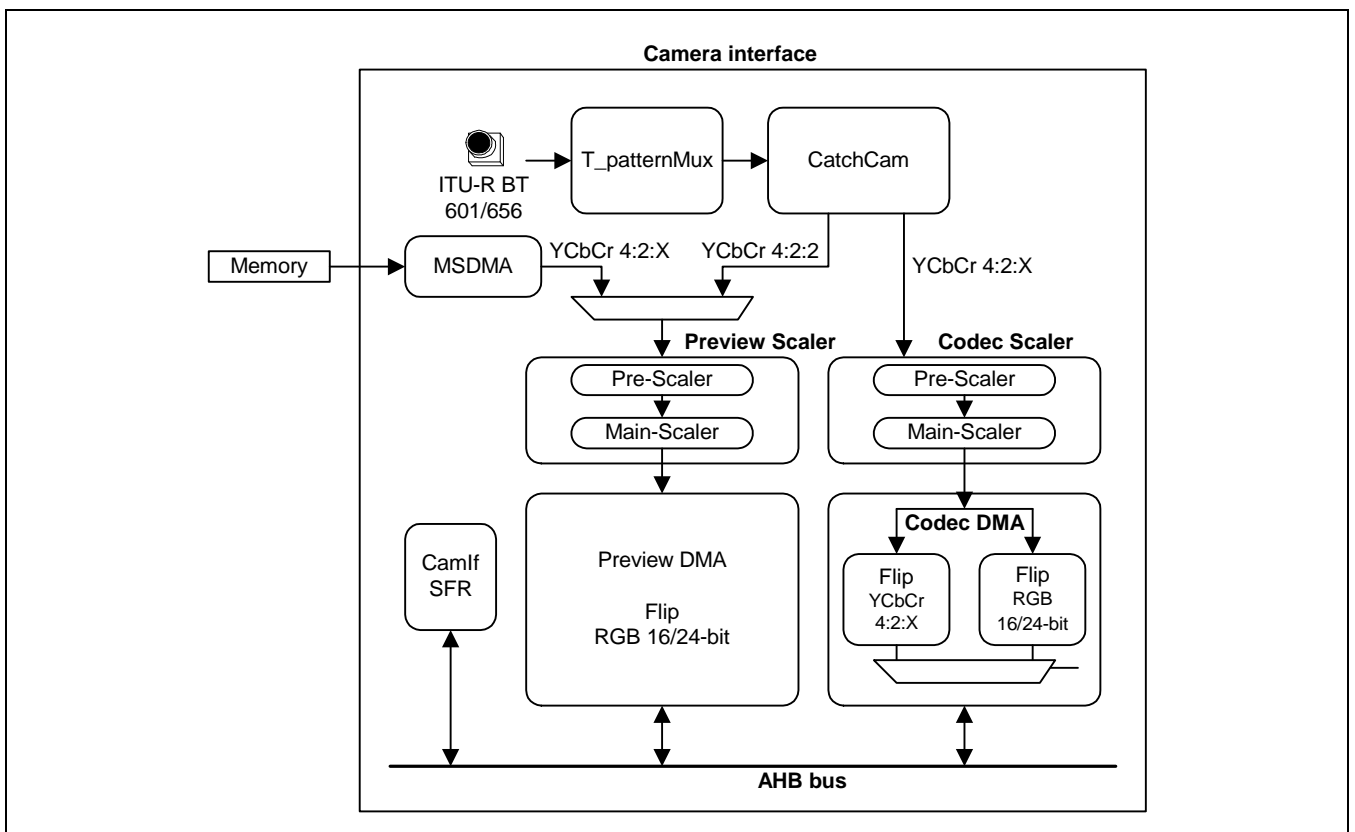 Camera interface
T_patternMux
CatchCam
ITU-R BT
601/656
Memory
MSDMA
YCbCr 4:2:X
YCbCr 4:2:2
YCbCr 4:2:X
Preview Scaler
Codec Scaler
Pre-Scaler
Pre-Scaler
Main-Scaler
Main-Scaler
CamIf
SFR
Preview DMA
Flip
RGB 16/24-bit
Codec DMA
Flip
YCbCr
4:2:X
Flip
RGB
16/24-bit
AHB bus